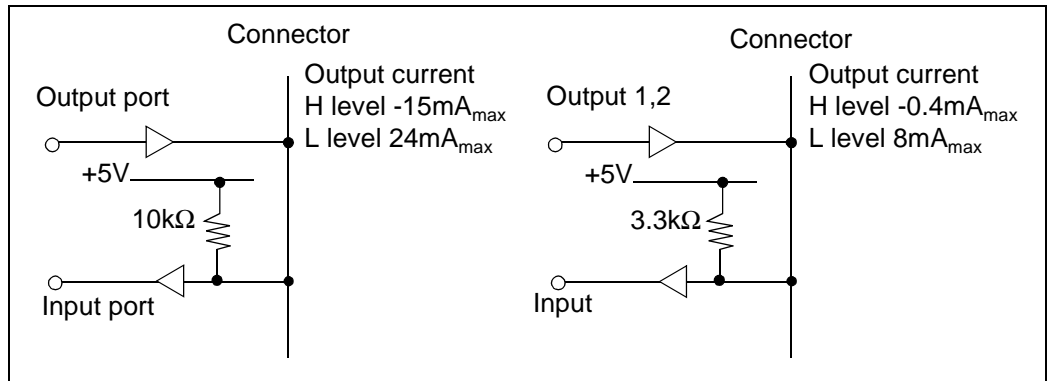 Connector
Output current
H level -15mAmax
L level 24mAmax
Output port
+5V
10kΩ
Input port
Connector
Output current
H level -0.4mAmax
L level 8mAmax
Output 1,2
+5V
3.3kΩ
Input